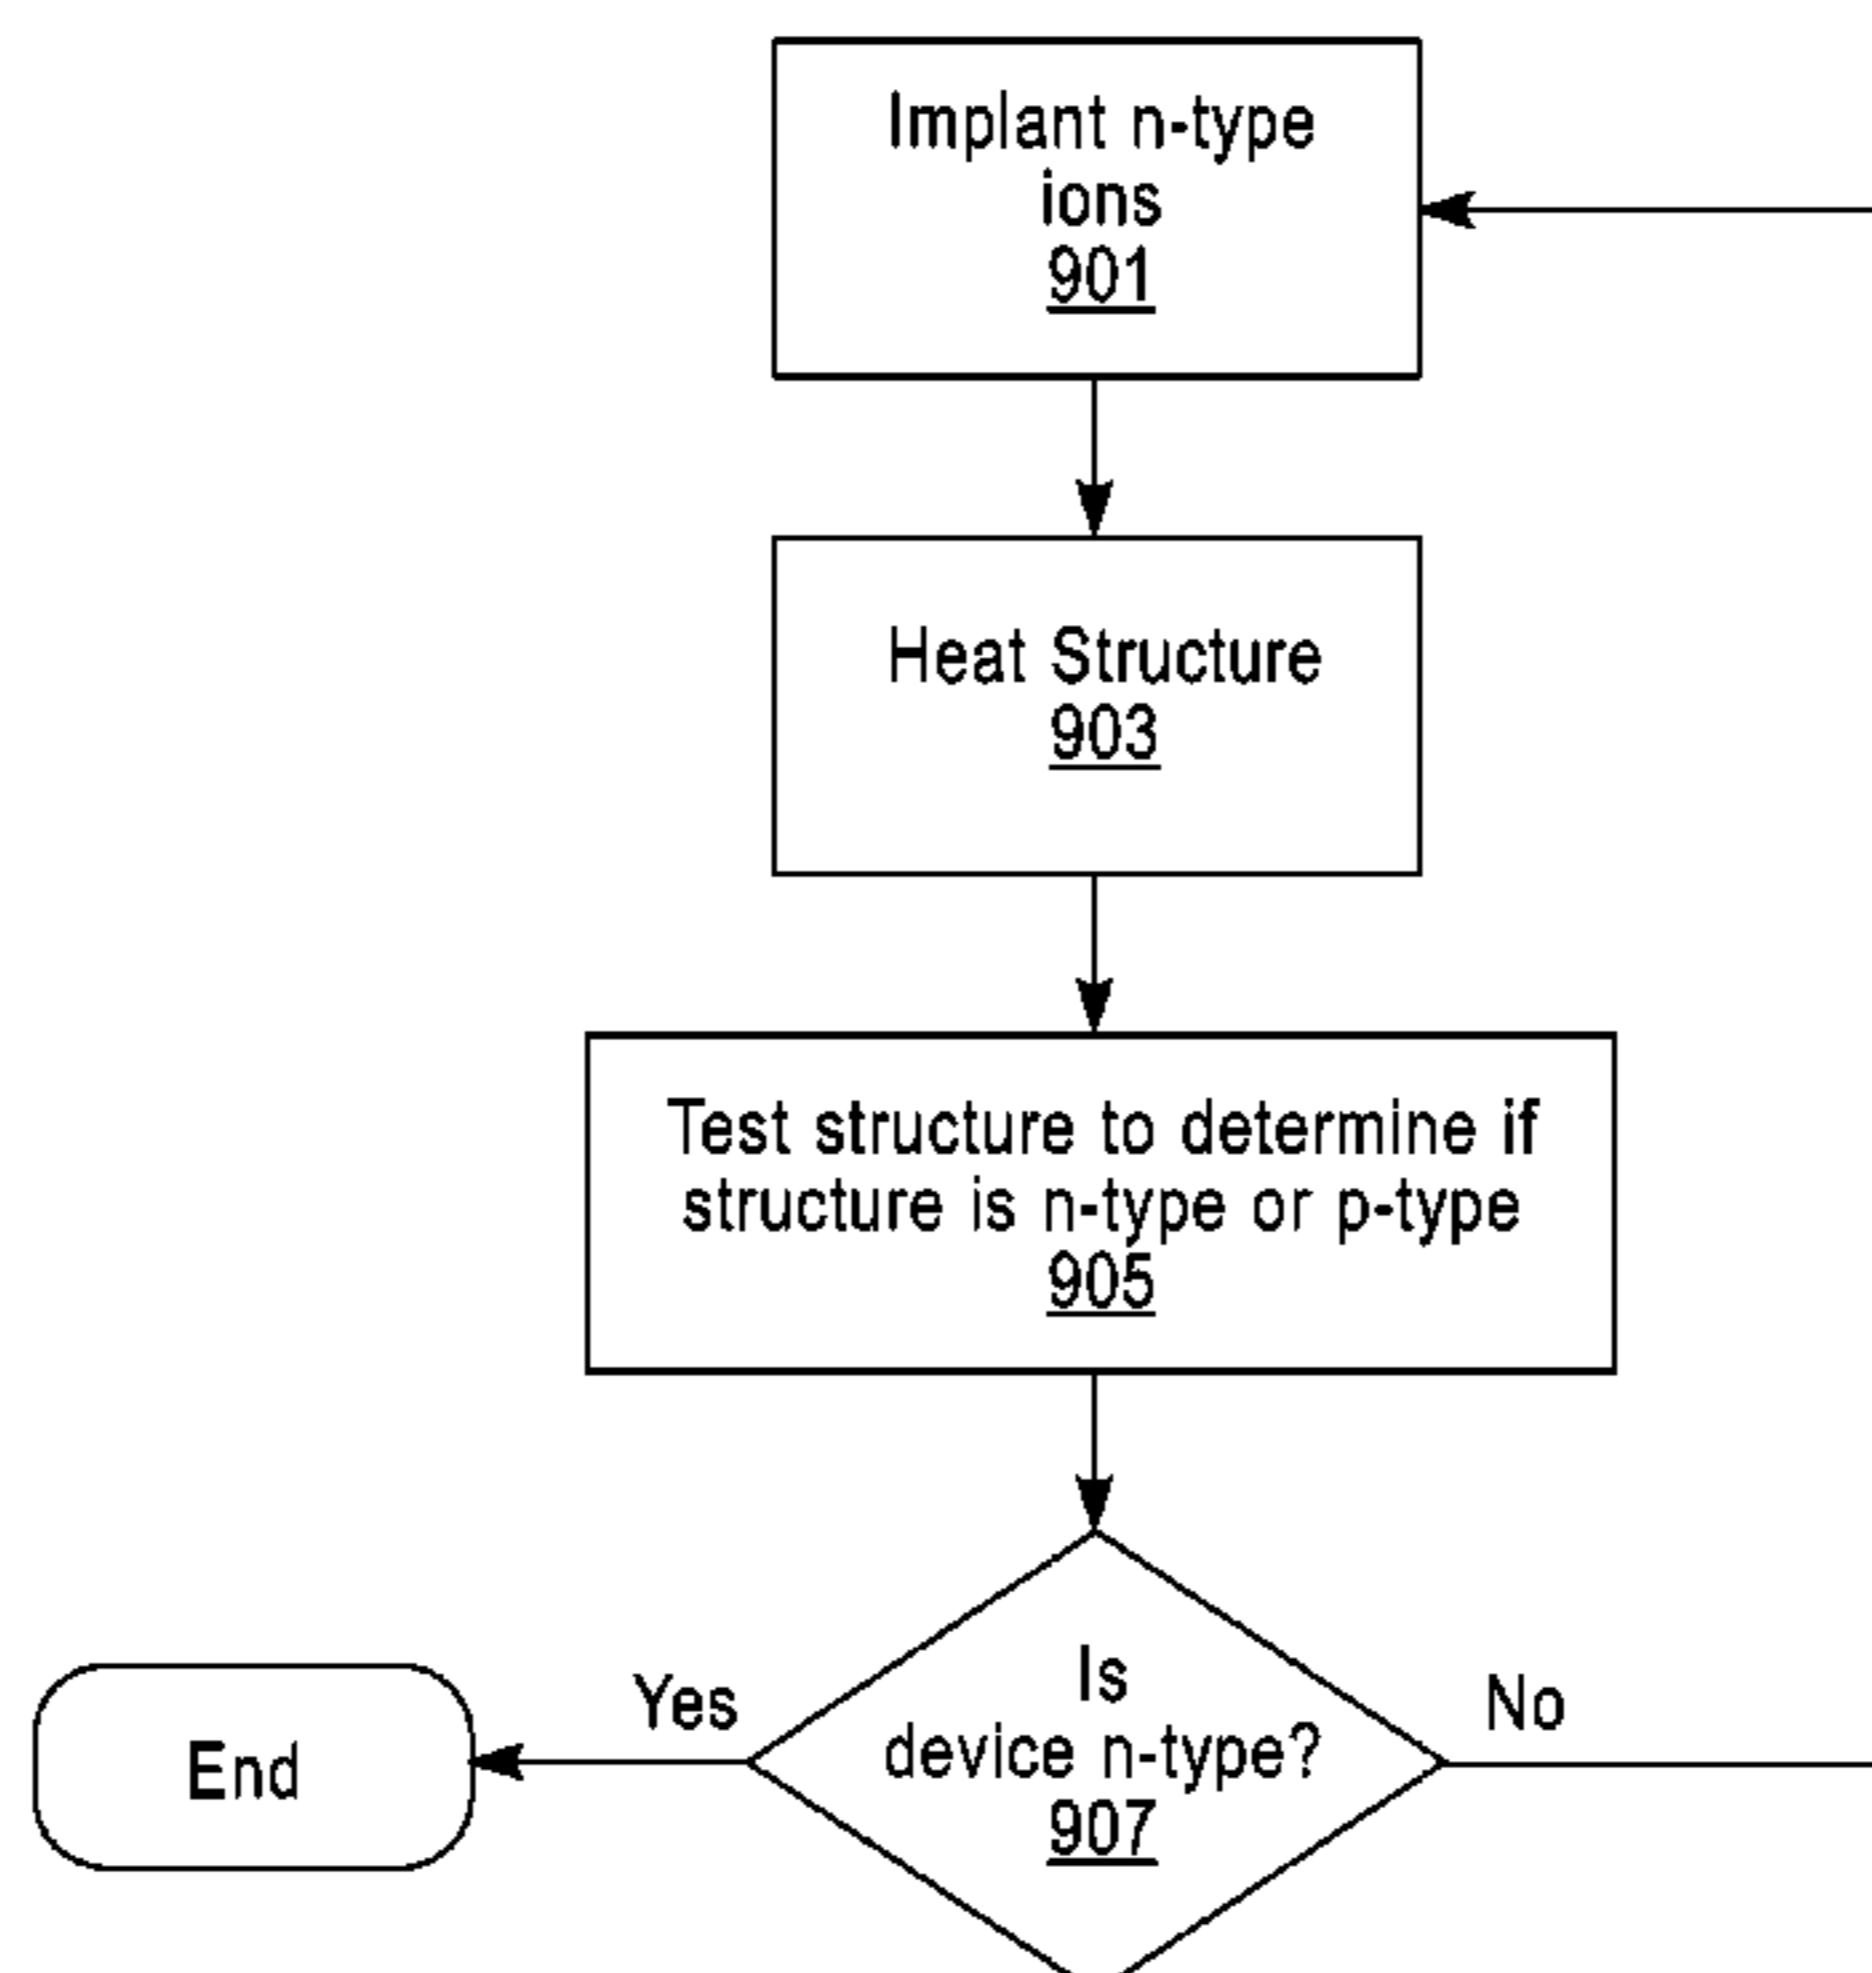 Implant n-type
ions
901
Heat Structure
903
Test structure to determine if
structure is n-type or p-type
905
Is
device n-type?
907
Yes
No
End